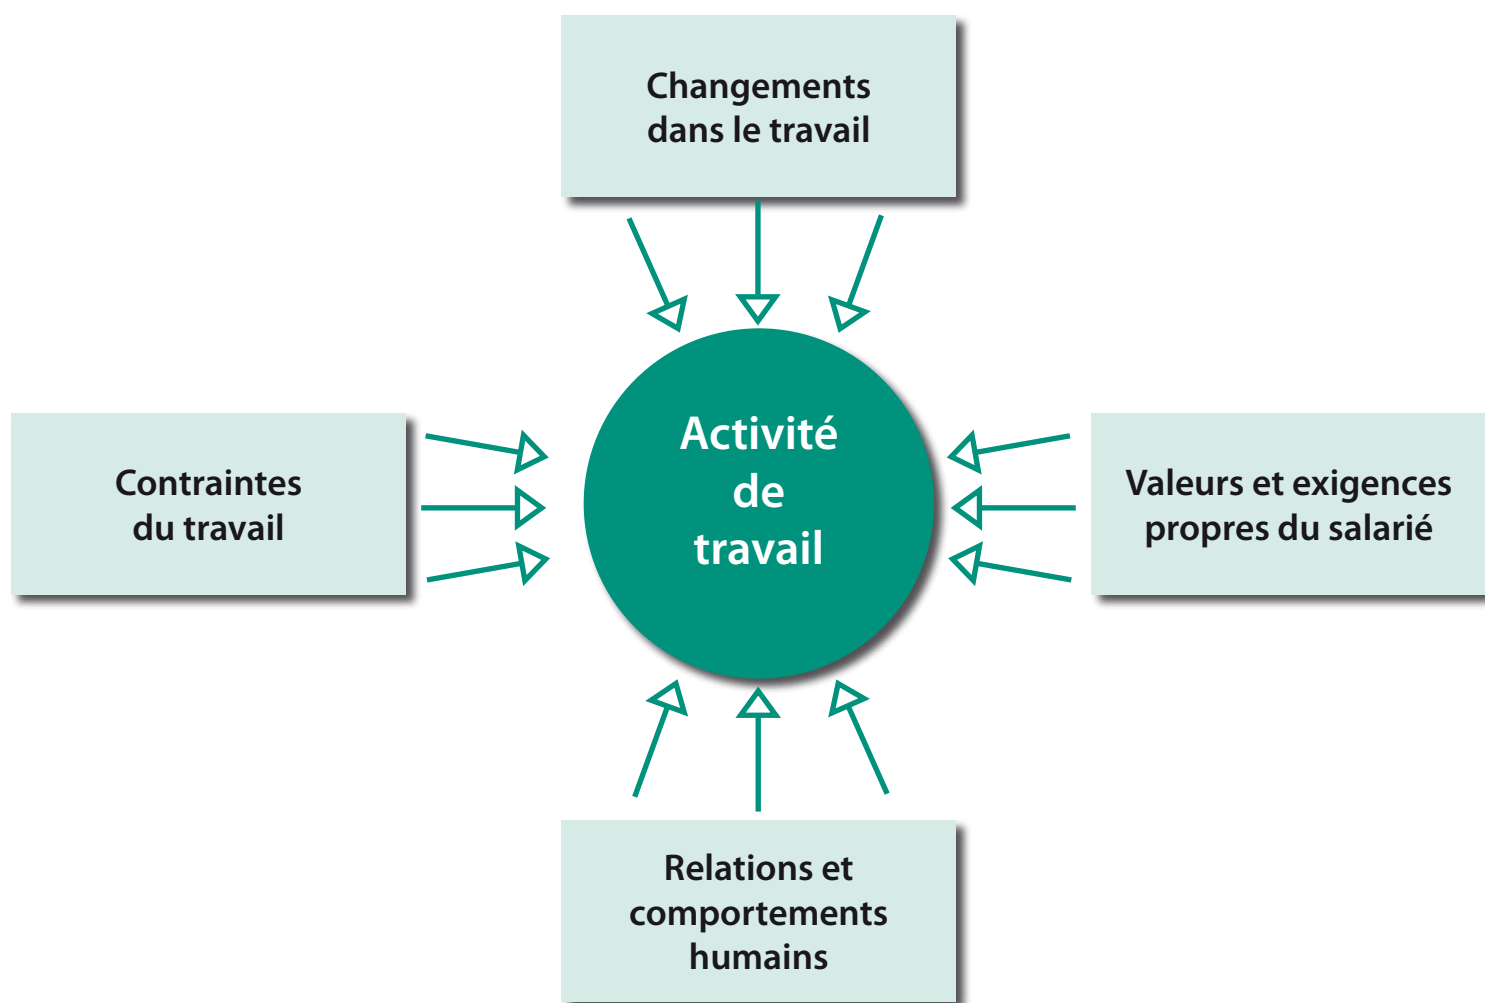 Changements
dans le travail
Activité
de
travail
Contraintes
du travail
Valeurs et exigences
propres du salarié
Relations et
comportements
humains